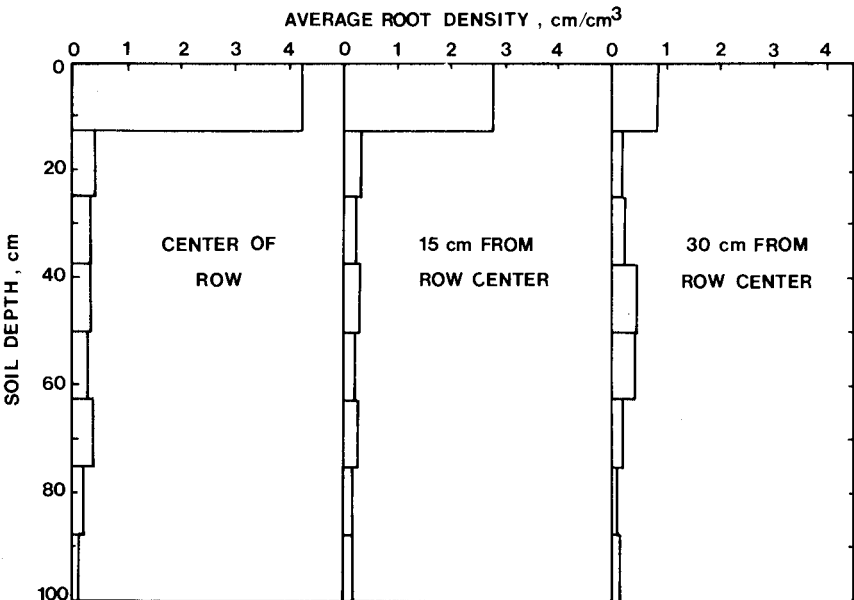 AVERAGE ROOT DENSITY , cm/cm³
0 1 2 3 4 0 1 2 3 4 0 1 2 3 4
0
20
40
60
80
100
SOIL DEPTH , cm
CENTER OF
ROW
15 cm FROM
ROW CENTER
30 cm FROM
ROW CENTER